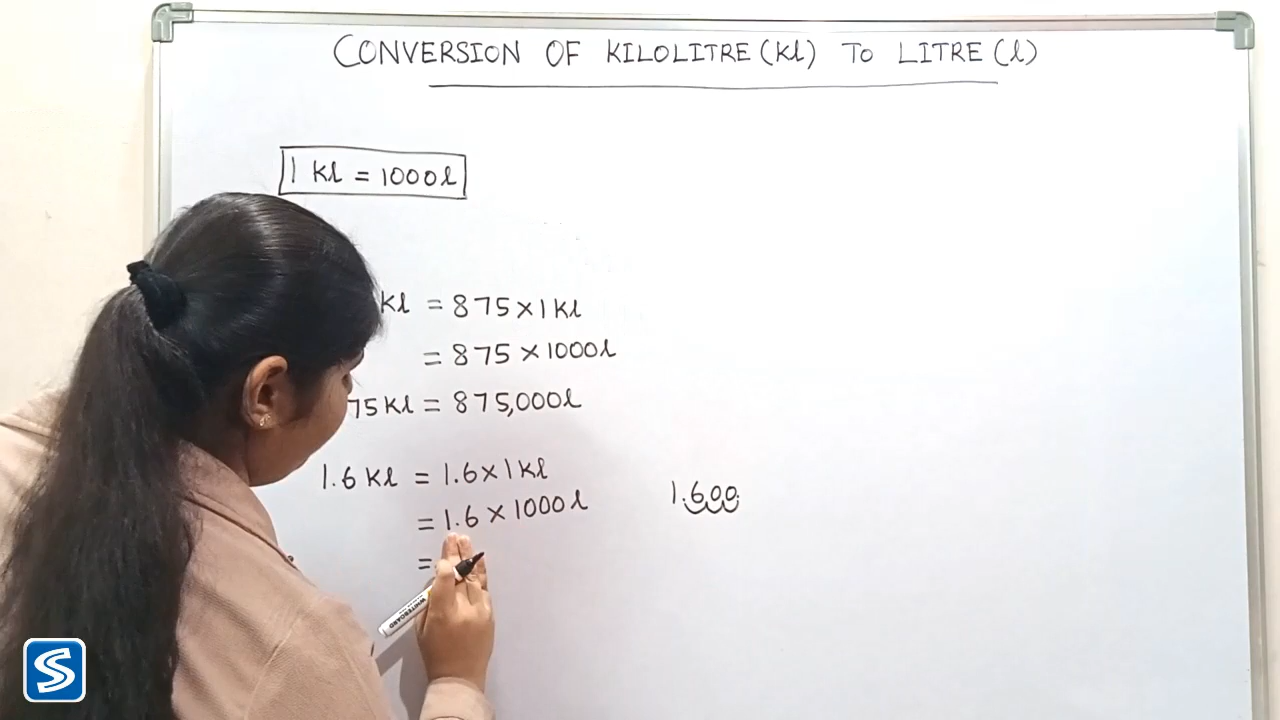 CONVERSION OF KILOLITRE (Kl) TO LITRE (l)
1 Kl = 1000 l
Kl = 875 × 1 Kl
= 875 × 1000 l
75 Kl = 875,000 l
1.6 Kl = 1.6 × 1 Kl
= 1.6 × 1000 l
1.600
=
WHITEBOARD
S